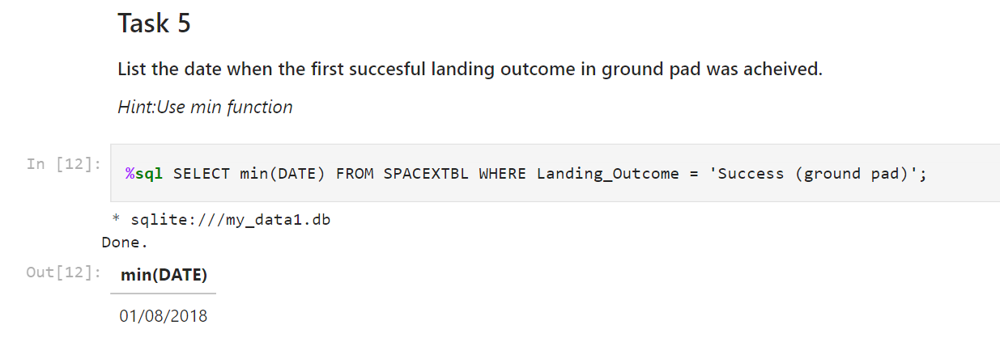 Task 5
List the date when the first succesful landing outcome in ground pad was acheived.
Hint:Use min function
In [12]: %sql SELECT min(DATE) FROM SPACEXTBL WHERE Landing_Outcome = 'Success (ground pad)';
* sqlite:///my_data1.db
Done.
Out[12]: min(DATE)
01/08/2018